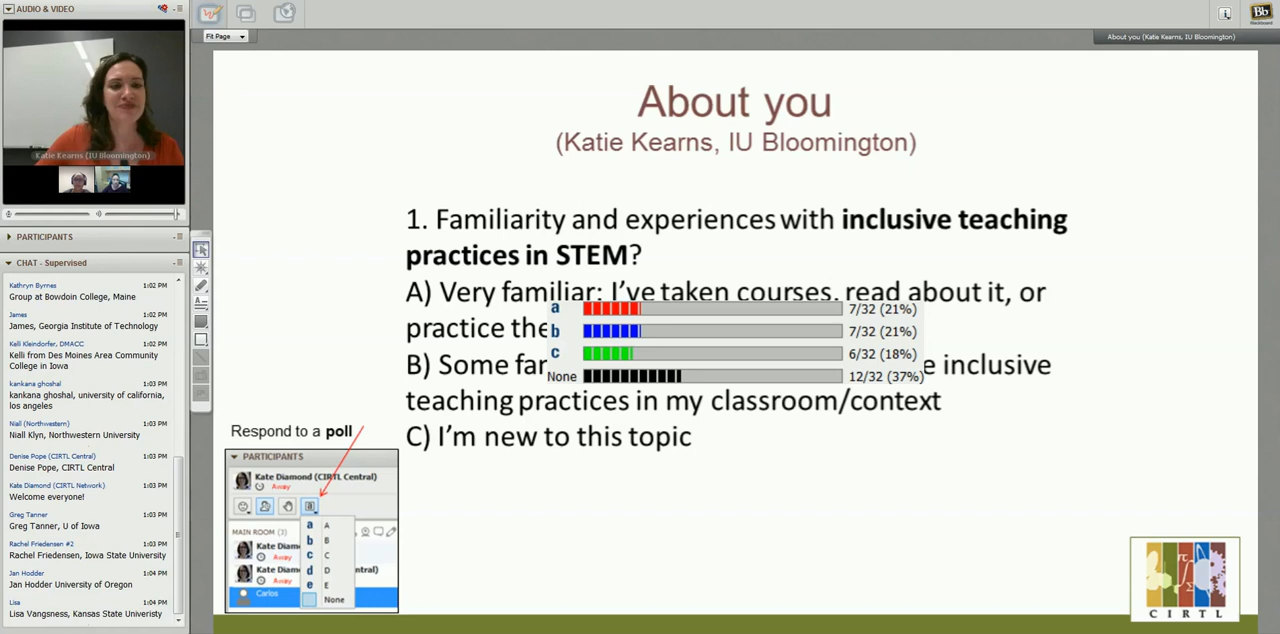 AUDIO & VIDEO
Katie Kearns (IU Bloomington)
PARTICIPANTS
CHAT - Supervised
Kathryn Byrnes 1:02 PM
Group at Bowdoin College, Maine
James 1:02 PM
James, Georgia Institute of Technology
Kelli Kleindorfer, DMACC 1:02 PM
Kelli from Des Moines Area Community
College in Iowa
kankana ghoshal 1:03 PM
kankana ghoshal, university of california,
los angeles
Niall (Northwestern) 1:03 PM
Niall Klyn, Northwestern University
Denise Pope (CIRTL Central) 1:03 PM
Denise Pope, CIRTL Central
Kate Diamond (CIRTL Network) 1:03 PM
Welcome everyone!
Greg Tanner 1:03 PM
Greg Tanner, U of Iowa
Rachel Friedensen #2 1:03 PM
Rachel Friedensen, Iowa State University
Jan Hodder 1:04 PM
Jan Hodder University of Oregon
Lisa 1:04 PM
Lisa Vangsness, Kansas State Univeristy
Fit Page
Bb
Blackboard
About you (Katie Kearns, IU Bloomington)
About you
(Katie Kearns, IU Bloomington)
1. Familiarity and experiences with inclusive teaching
practices in STEM?
A) Very familiar: I've taken courses, read about it, or
practice the
B) Some fa e inclusive
teaching practices in my classroom/context
C) I'm new to this topic
a 7/32 (21%)
b 7/32 (21%)
c 6/32 (18%)
None 12/32 (37%)
Respond to a poll
PARTICIPANTS
Kate Diamond (CIRTL Central)
Away
a
MAIN ROOM (3)
Kate Diam
Away
Kate Diam ntral)
Away
Carlos
a A
b B
c C
d D
e E
None
CIRTL